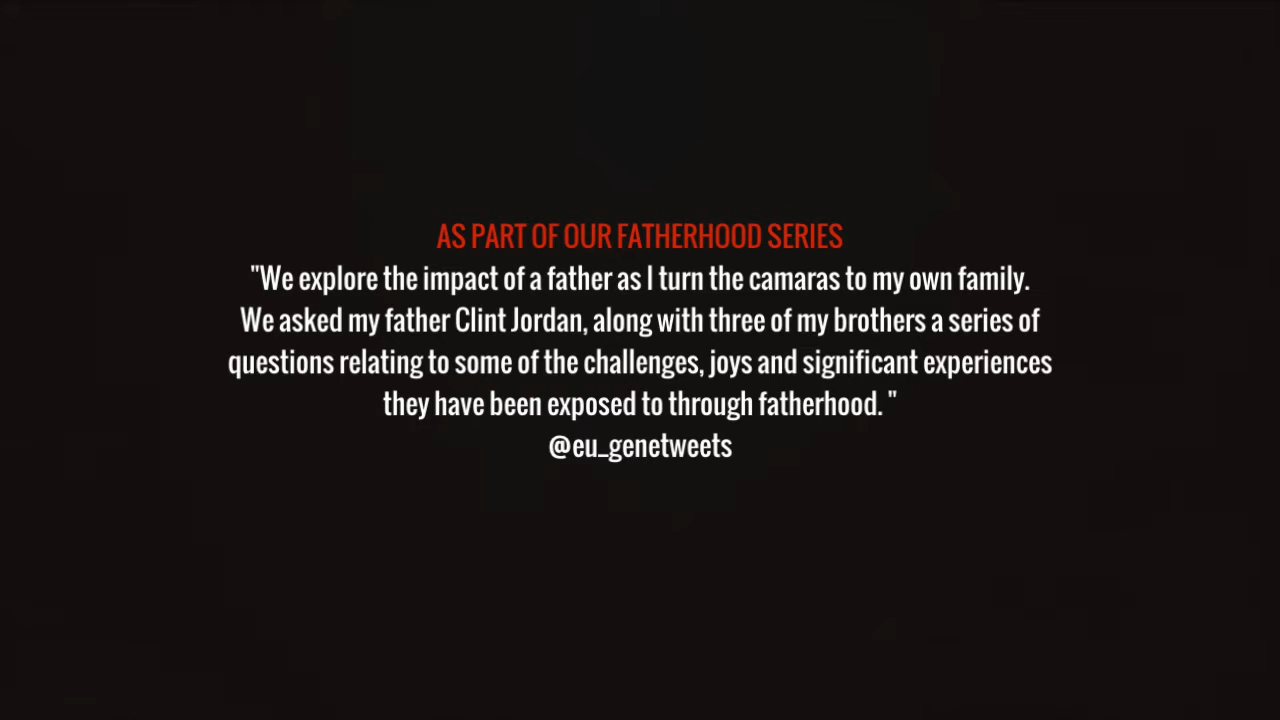 AS PART OF OUR FATHERHOOD SERIES
"We explore the impact of a father as I turn the camaras to my own family.
We asked my father Clint Jordan, along with three of my brothers a series of
questions relating to some of the challenges, joys and significant experiences
they have been exposed to through fatherhood. "
@eu_genetweets